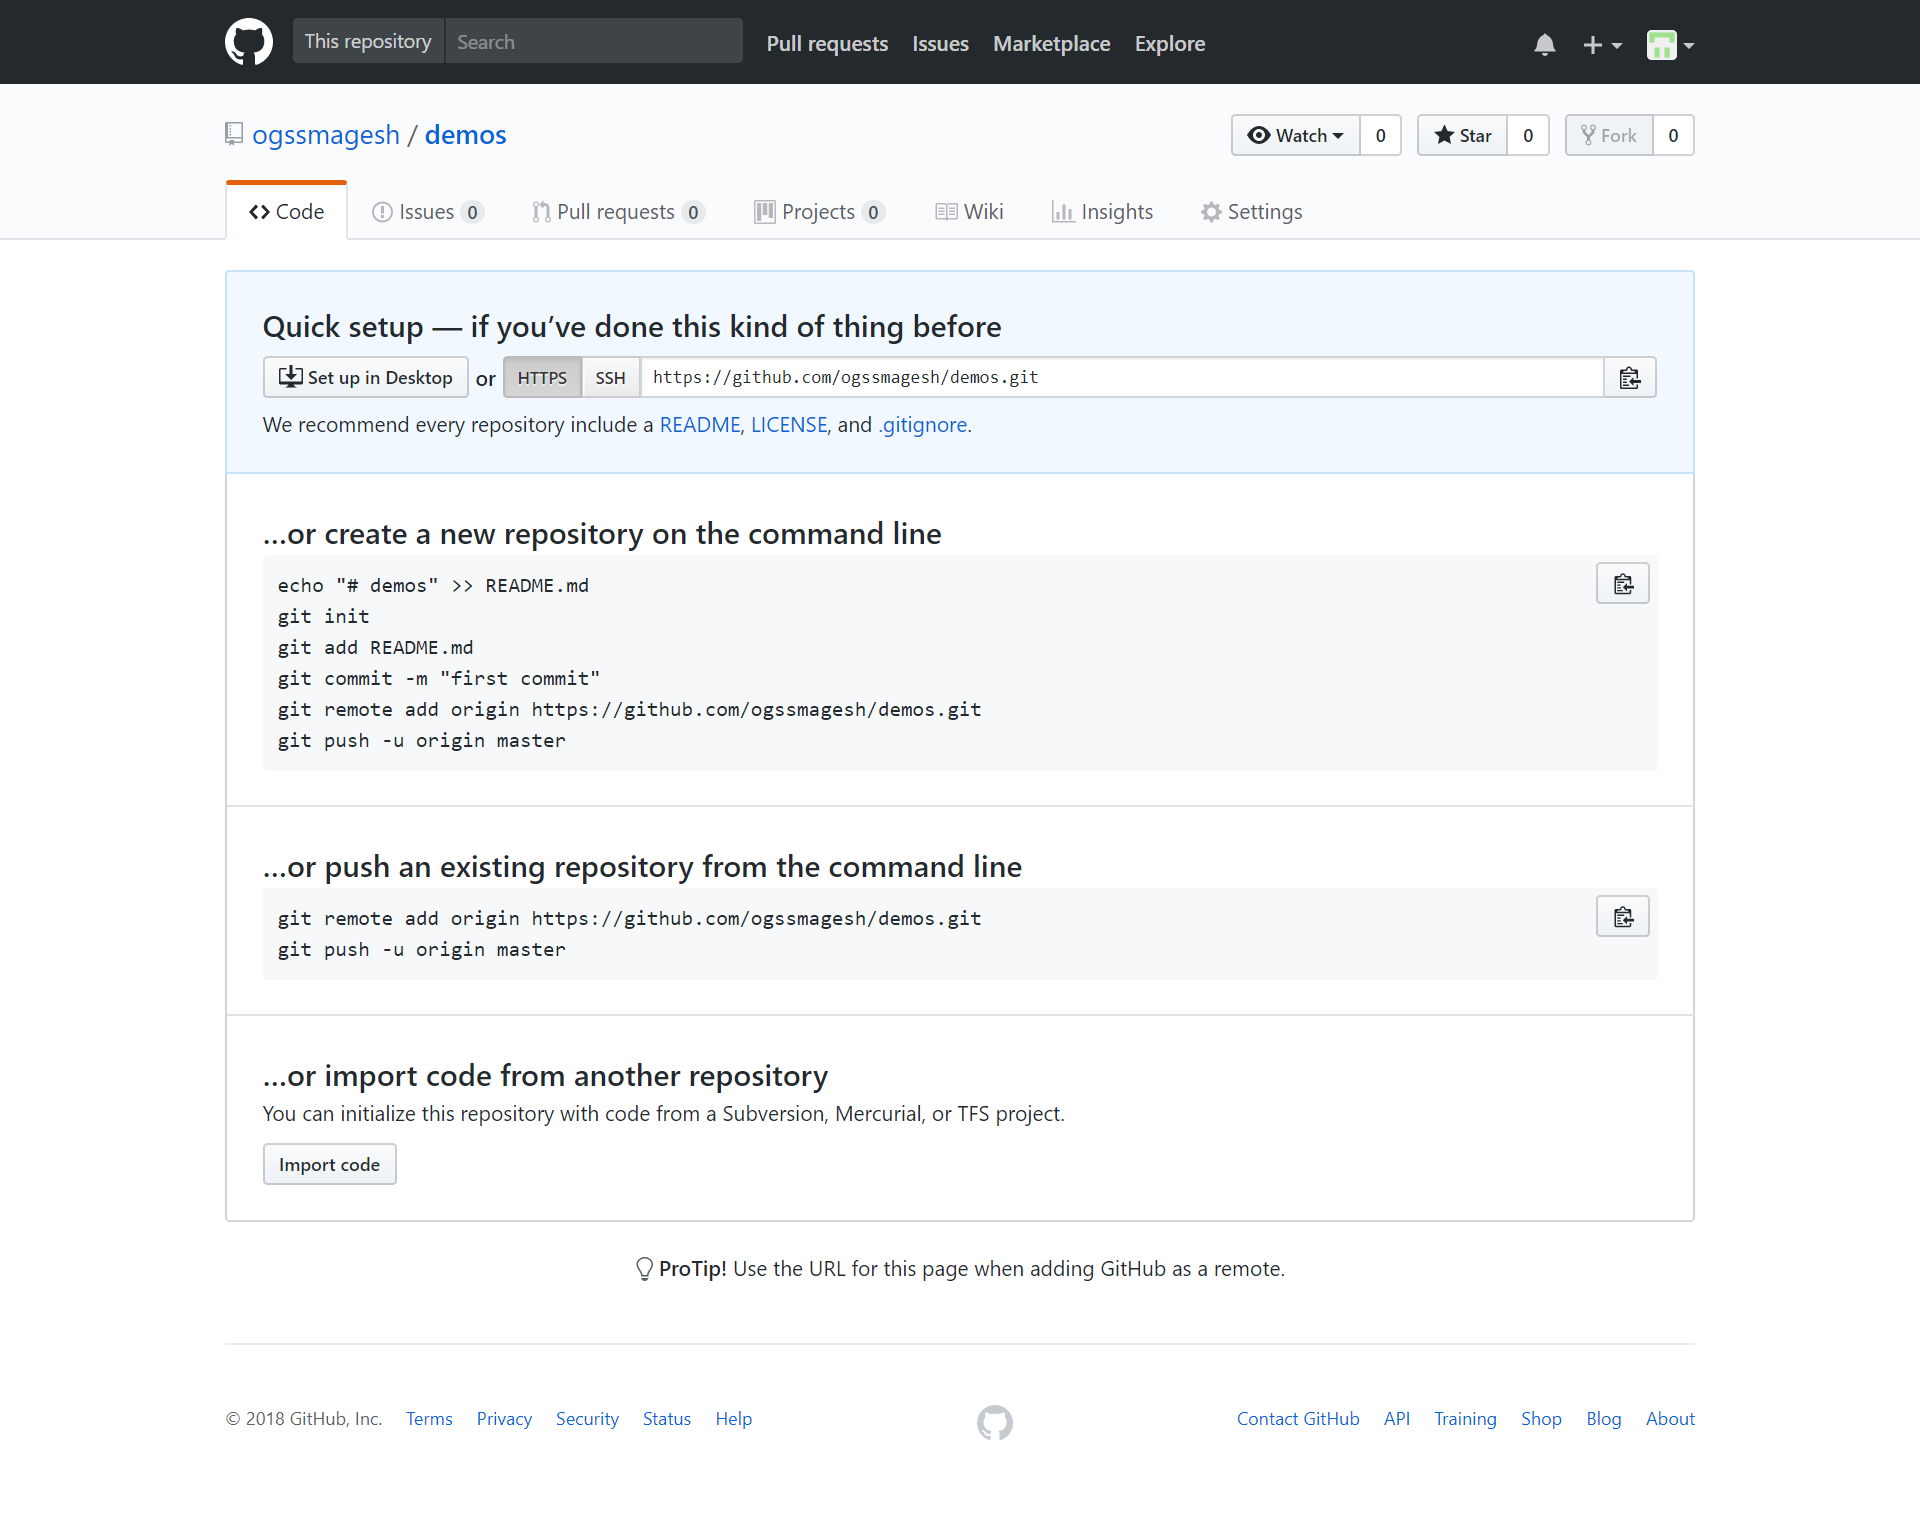 This repository Search Pull requests Issues Marketplace Explore
ogssmagesh / demos Watch 0 Star 0 Fork 0
Code Issues 0 Pull requests 0 Projects 0 Wiki Insights Settings
Quick setup — if you’ve done this kind of thing before
Set up in Desktop or HTTPS SSH https://github.com/ogssmagesh/demos.git
We recommend every repository include a README, LICENSE, and .gitignore.
…or create a new repository on the command line
echo "# demos" >> README.md
git init
git add README.md
git commit -m "first commit"
git remote add origin https://github.com/ogssmagesh/demos.git
git push -u origin master
…or push an existing repository from the command line
git remote add origin https://github.com/ogssmagesh/demos.git
git push -u origin master
…or import code from another repository
You can initialize this repository with code from a Subversion, Mercurial, or TFS project.
Import code
ProTip! Use the URL for this page when adding GitHub as a remote.
© 2018 GitHub, Inc. Terms Privacy Security Status Help Contact GitHub API Training Shop Blog About